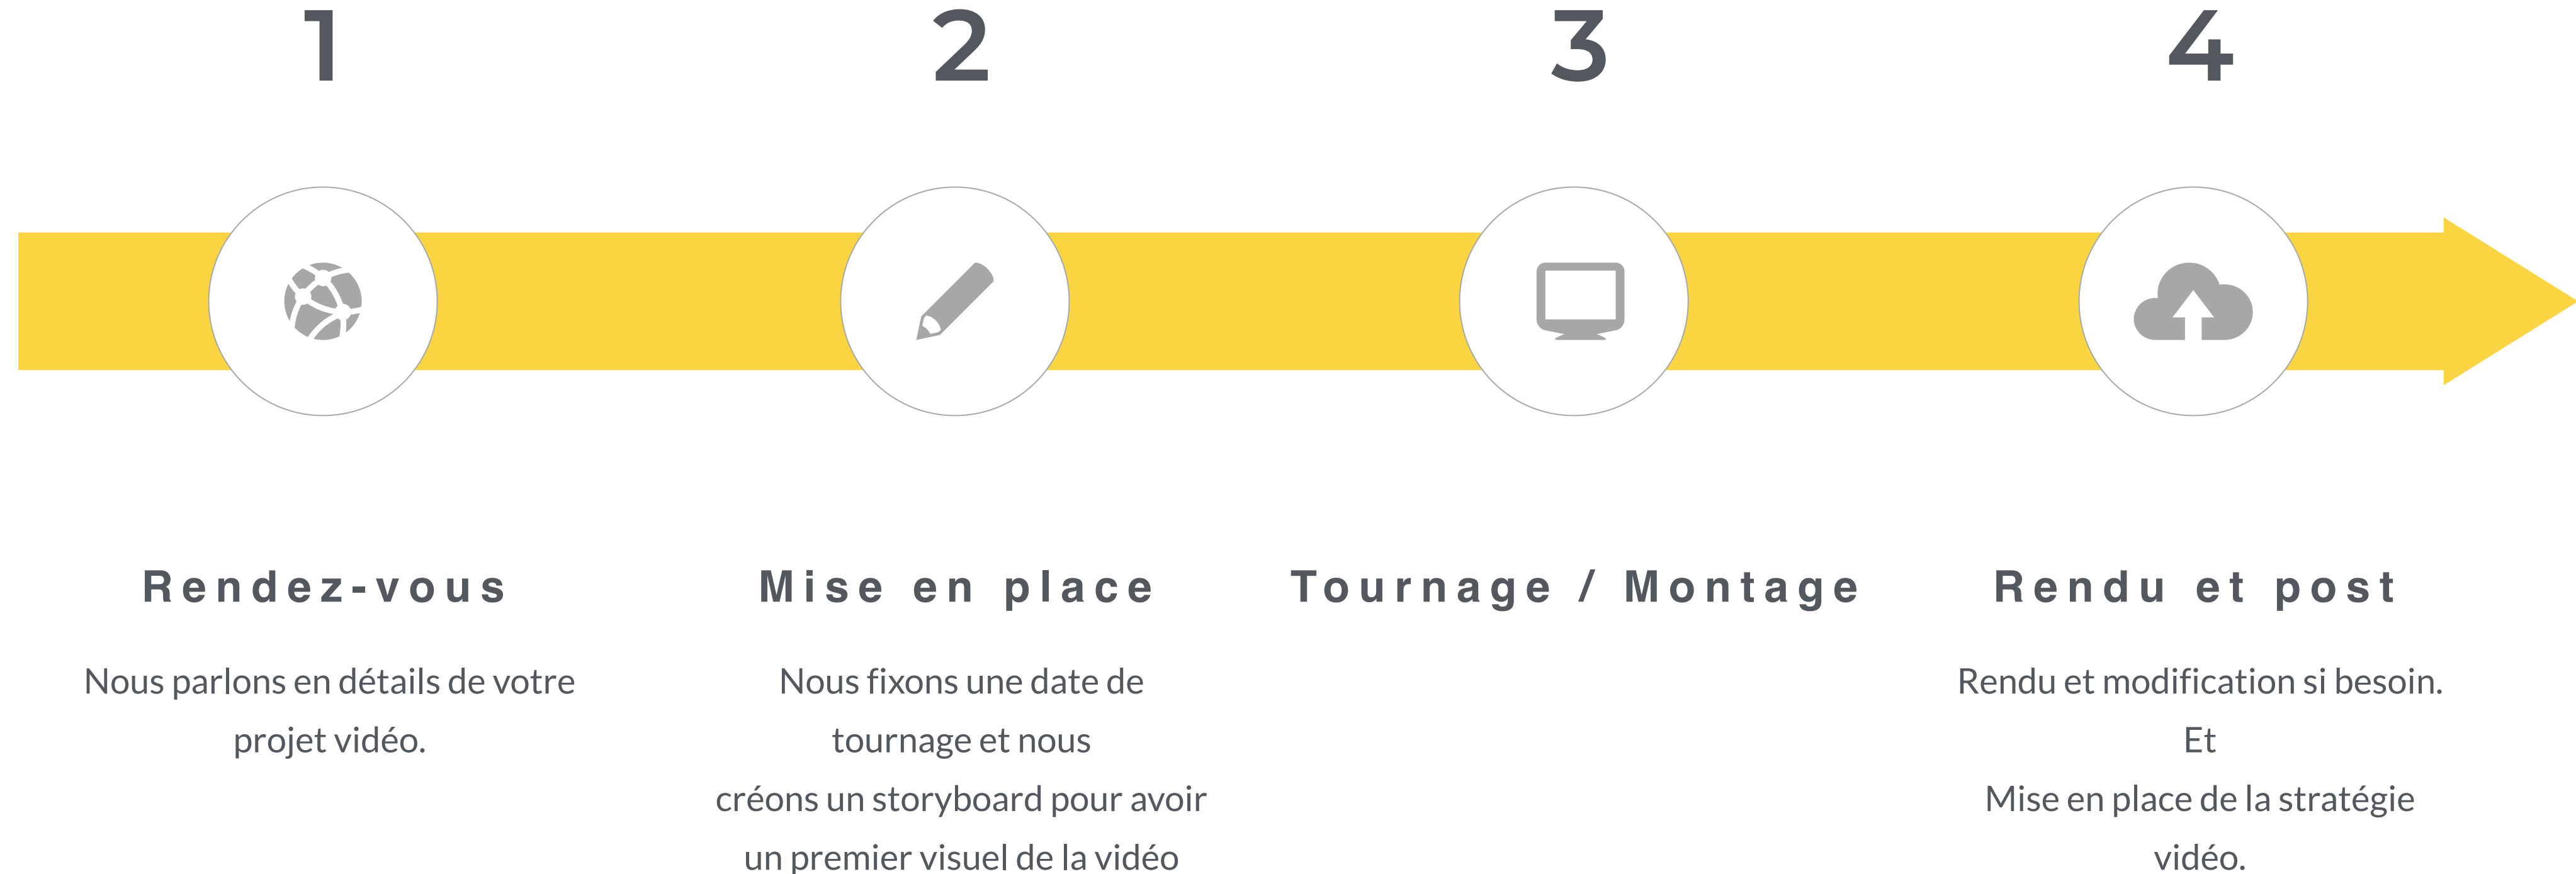 1
2
3
4
Rendez-vous
Nous parlons en détails de votre
projet vidéo.
Mise en place
Nous fixons une date de
tournage et nous
créons un storyboard pour avoir
un premier visuel de la vidéo
Tournage / Montage
Rendu et post
Rendu et modification si besoin.
Et
Mise en place de la stratégie
vidéo.